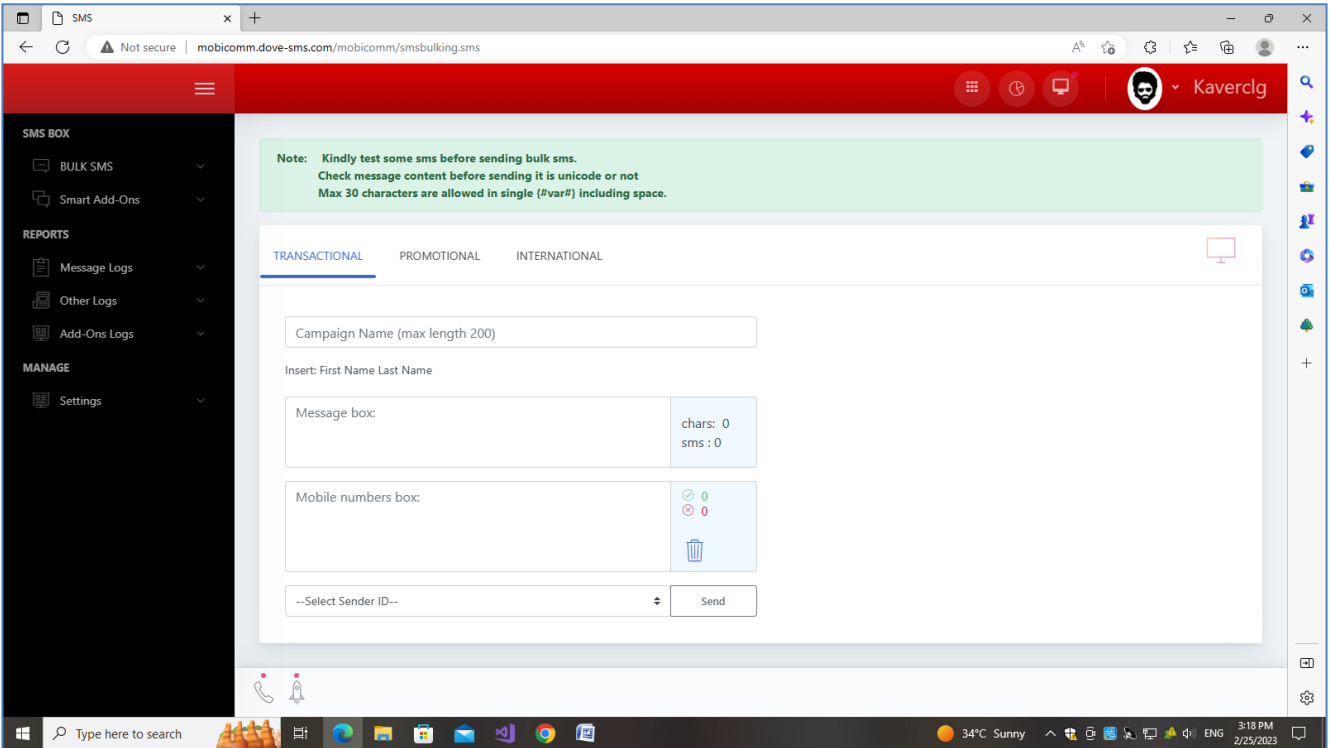 SMS
Not secure
mobicomm.dove-sms.com/mobicomm/smsbulking.sms
Kaverclg
SMS BOX
BULK SMS
Smart Add-Ons
REPORTS
Message Logs
Other Logs
Add-Ons Logs
MANAGE
Settings
Note: Kindly test some sms before sending bulk sms.
Check message content before sending it is unicode or not
Max 30 characters are allowed in single {#var#} including space.
TRANSACTIONAL PROMOTIONAL INTERNATIONAL
Campaign Name (max length 200)
Insert: First Name Last Name
Message box:
chars: 0
sms : 0
Mobile numbers box:
0
0
--Select Sender ID--
Send
Type here to search
34°C Sunny
ENG
3:18 PM
2/25/2023